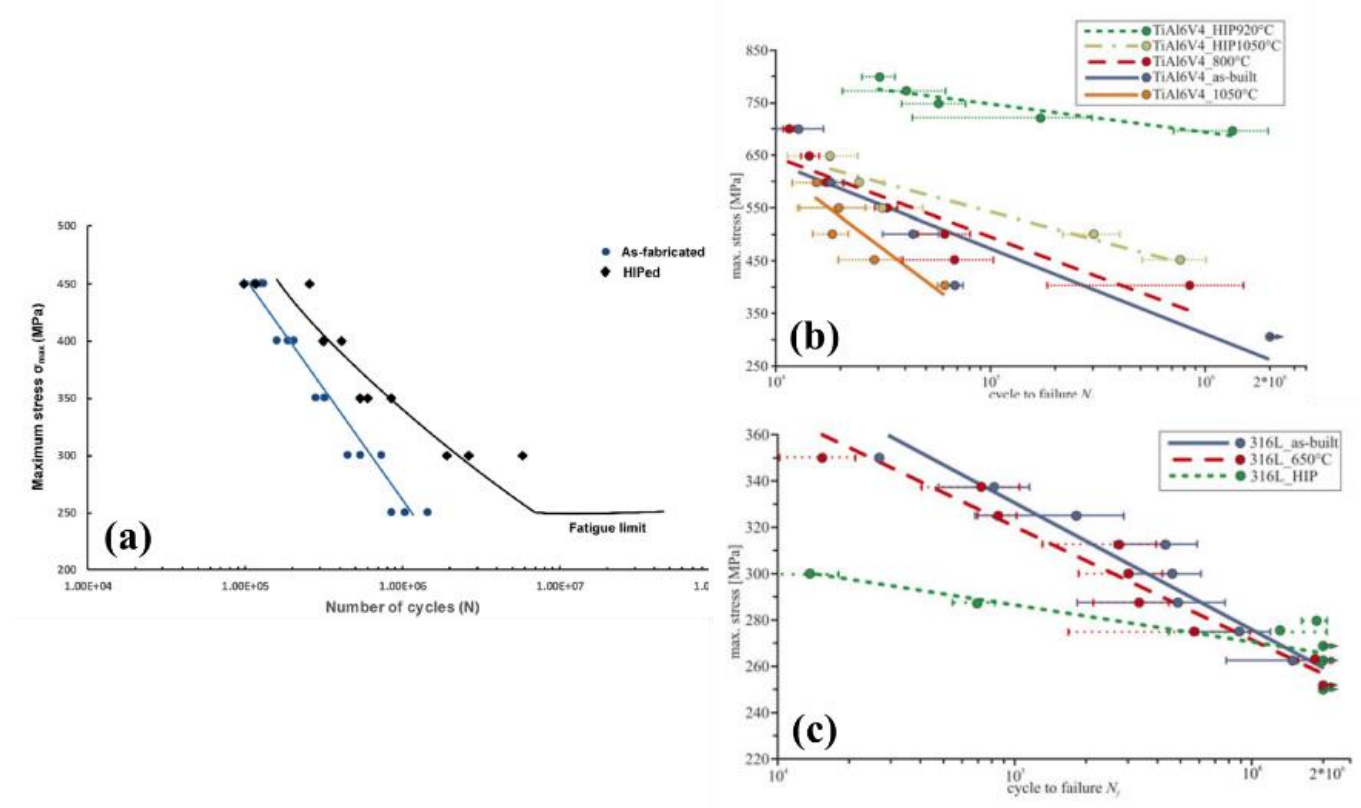 500
450
400
350
300
250
200
Maximum stress σmax (MPa)
As-fabricated
HIPed
Fatigue limit
(a)
1.00E+04
1.00E+05
1.00E+06
1.00E+07
1.0
Number of cycles (N)
TiAl6V4_HIP920°C
TiAl6V4_HIP1050°C
TiAl6V4_800°C
TiAl6V4_as-built
TiAl6V4_1050°C
850
750
650
550
450
350
250
max. stress [MPa]
(b)
2*10⁶
cycle to failure N
316L_as-built
316L_650°C
316L_HIP
360
340
320
300
280
260
240
220
max. stress [MPa]
(c)
10⁴
10⁵
10⁶
2*10⁶
cycle to failure Nf